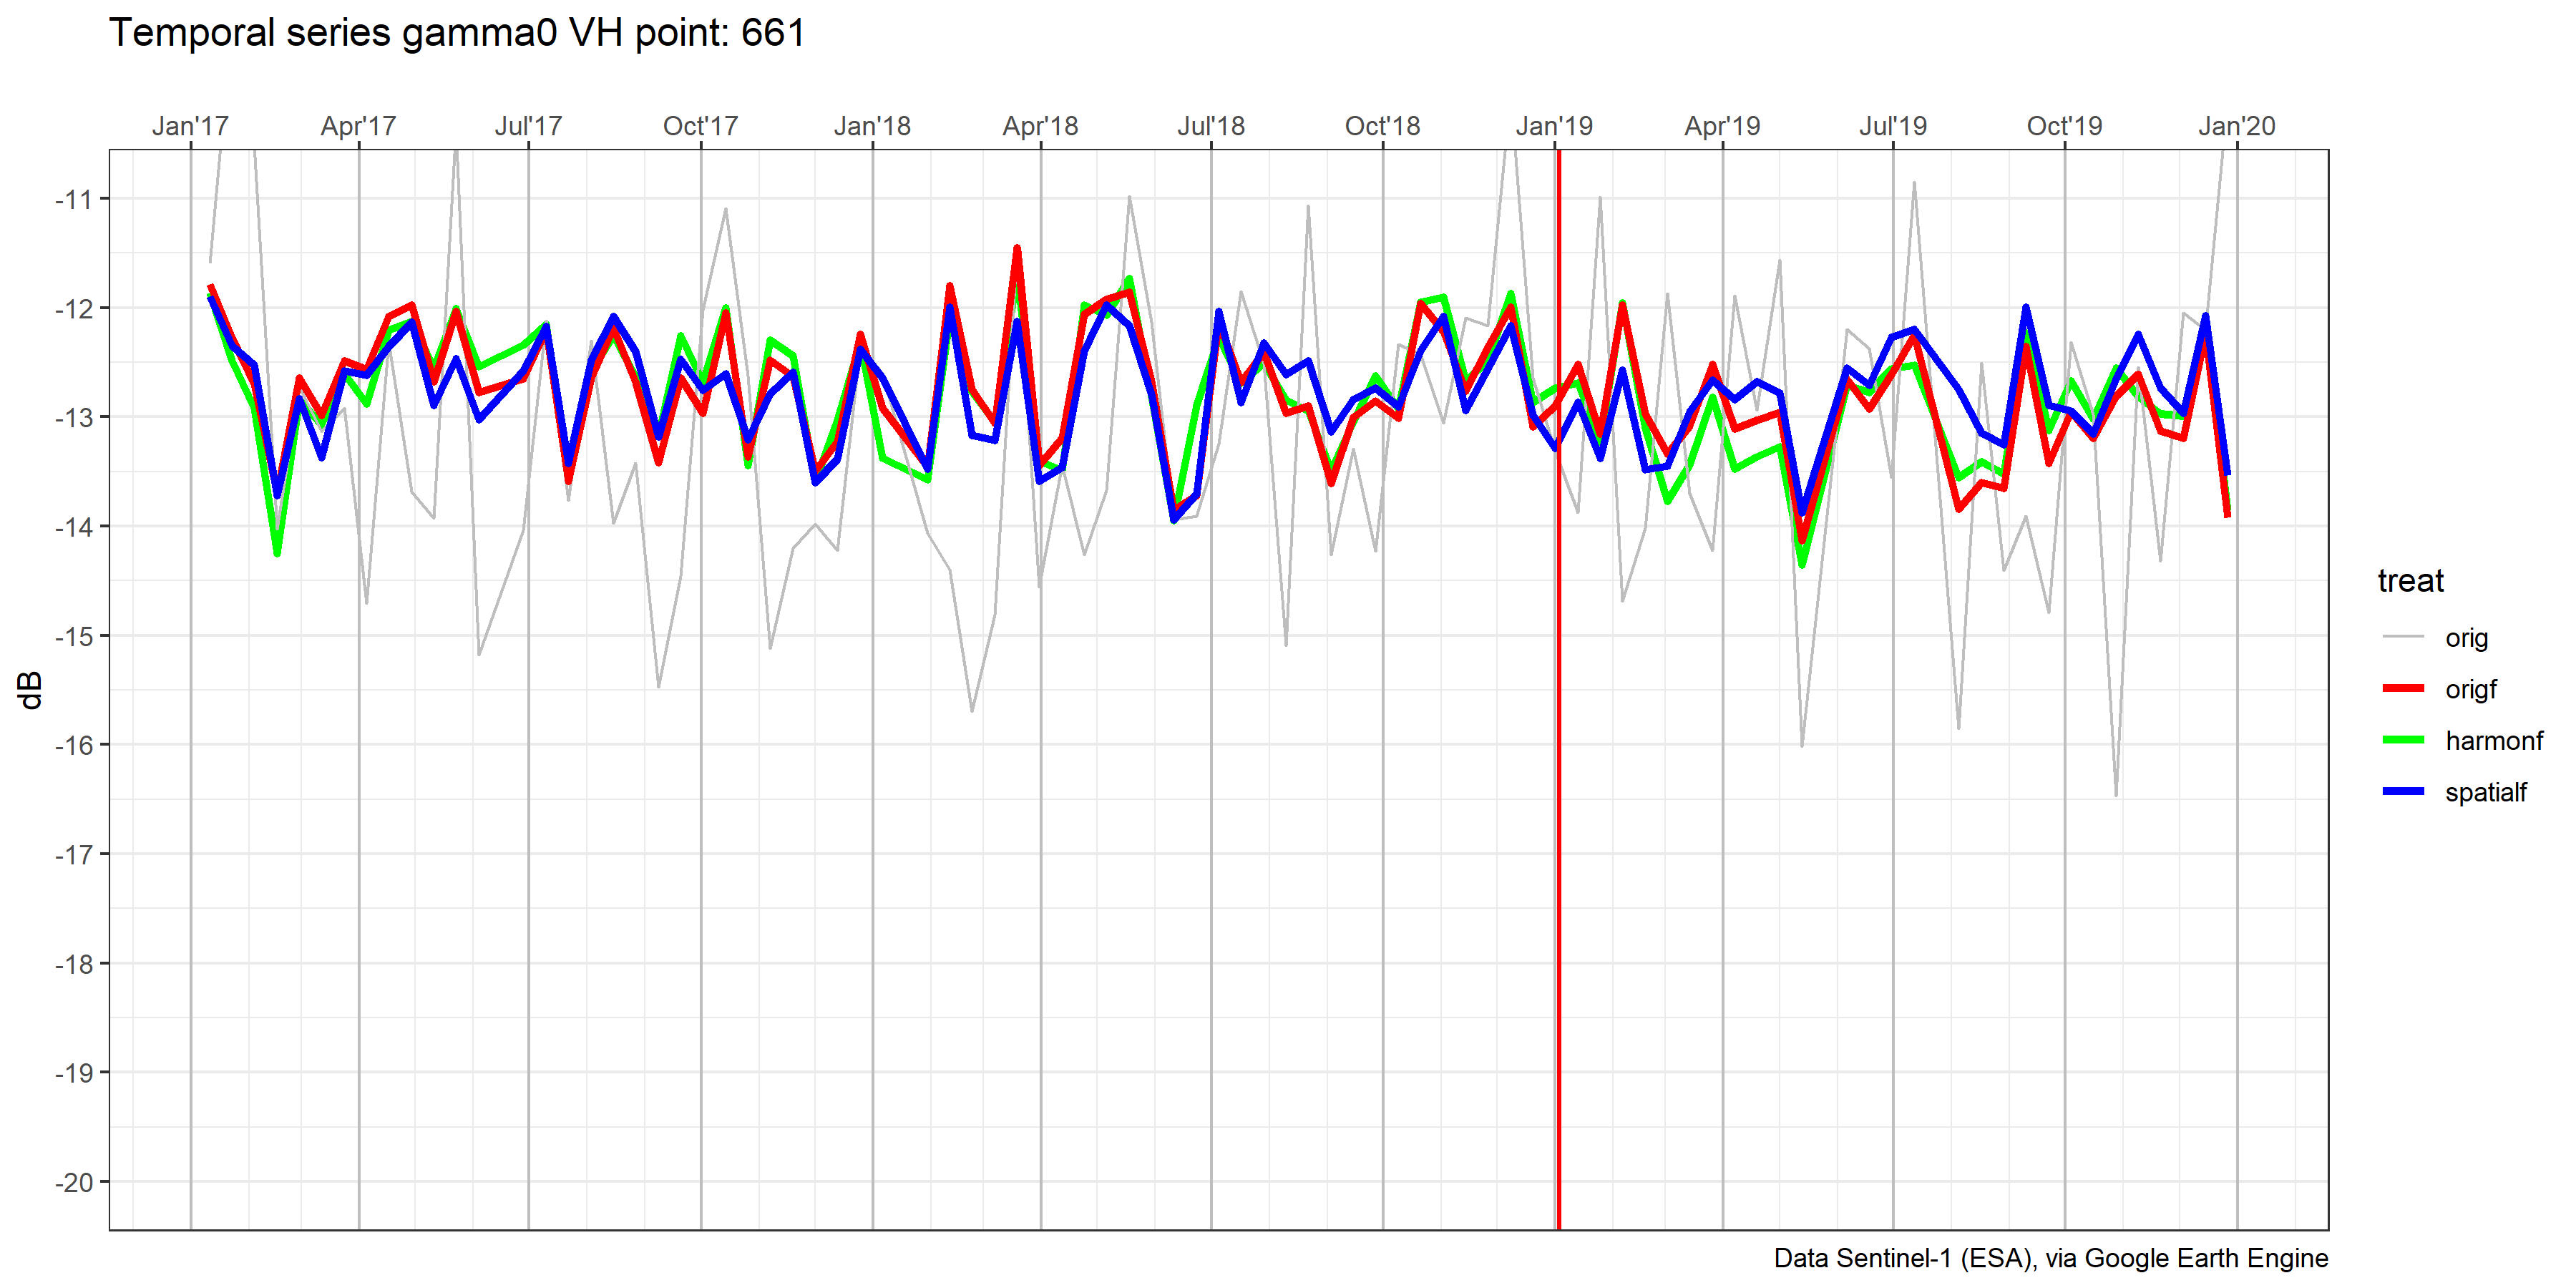 Temporal series gamma0 VH point: 661
Jan'17 Apr'17 Jul'17 Oct'17 Jan'18 Apr'18 Jul'18 Oct'18 Jan'19 Apr'19 Jul'19 Oct'19 Jan'20
-11
-12
-13
-14
-15
-16
-17
-18
-19
-20
dB
treat
orig
origf
harmonf
spatialf
Data Sentinel-1 (ESA), via Google Earth Engine